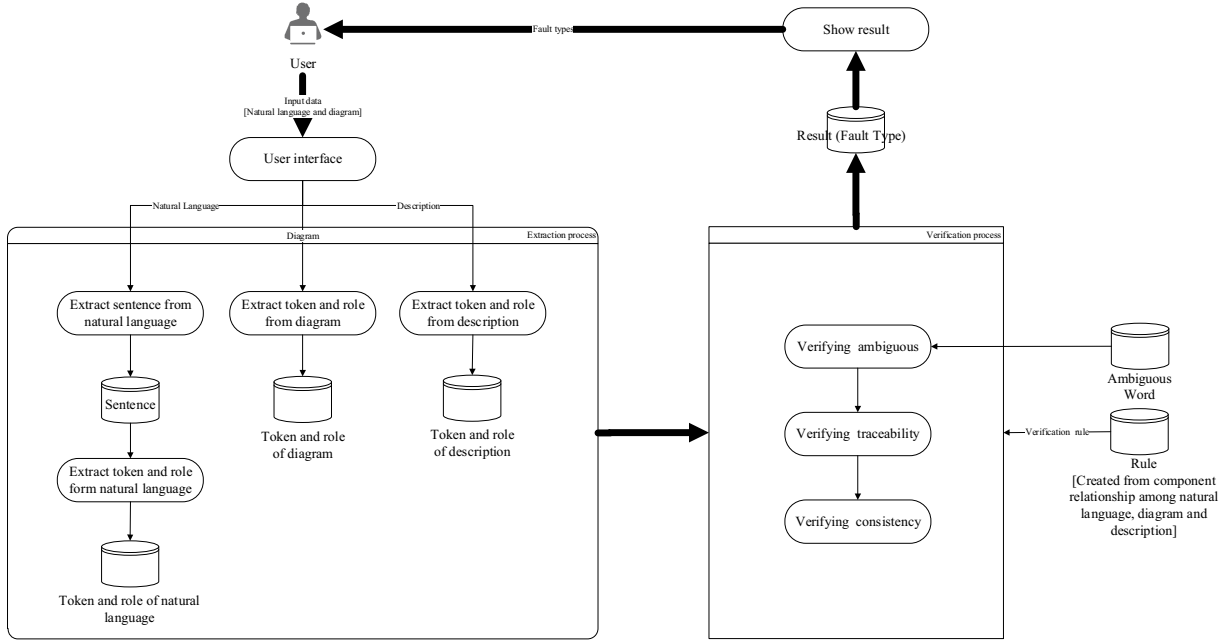 Fault types
Show result
User
Input data
[Natural language and diagram]
Result (Fault Type)
User interface
Natural Language
Description
Diagram
Extraction process
Verification process
Extract sentence from
natural language
Extract token and role
from diagram
Extract token and role
from description
Sentence
Token and role
of diagram
Token and role
of description
Extract token and role
form natural language
Token and role of natural
language
Verifying ambiguous
Verifying traceability
Verifying consistency
Ambiguous
Word
Verification rule
Rule
[Created from component
relationship among natural
language, diagram and
description]